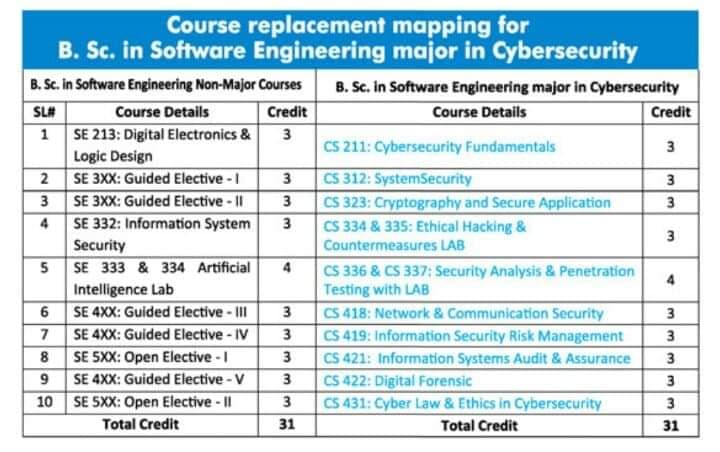 Course replacement mapping for
B. Sc. in Software Engineering major in Cybersecurity
B. Sc. in Software Engineering Non-Major Courses B. Sc. in Software Engineering major in Cybersecurity
SL# Course Details Credit Course Details Credit
1 SE 213: Digital Electronics & Logic Design 3 CS 211: Cybersecurity Fundamentals 3
2 SE 3XX: Guided Elective - I 3 CS 312: SystemSecurity 3
3 SE 3XX: Guided Elective - II 3 CS 323: Cryptography and Secure Application 3
4 SE 332: Information System Security 3 CS 334 & 335: Ethical Hacking & Countermeasures LAB 3
5 SE 333 & 334 Artificial Intelligence Lab 4 CS 336 & CS 337: Security Analysis & Penetration Testing with LAB 4
6 SE 4XX: Guided Elective - III 3 CS 418: Network & Communication Security 3
7 SE 4XX: Guided Elective - IV 3 CS 419: Information Security Risk Management 3
8 SE 5XX: Open Elective - I 3 CS 421: Information Systems Audit & Assurance 3
9 SE 4XX: Guided Elective - V 3 CS 422: Digital Forensic 3
10 SE 5XX: Open Elective - II 3 CS 431: Cyber Law & Ethics in Cybersecurity 3
Total Credit 31 Total Credit 31